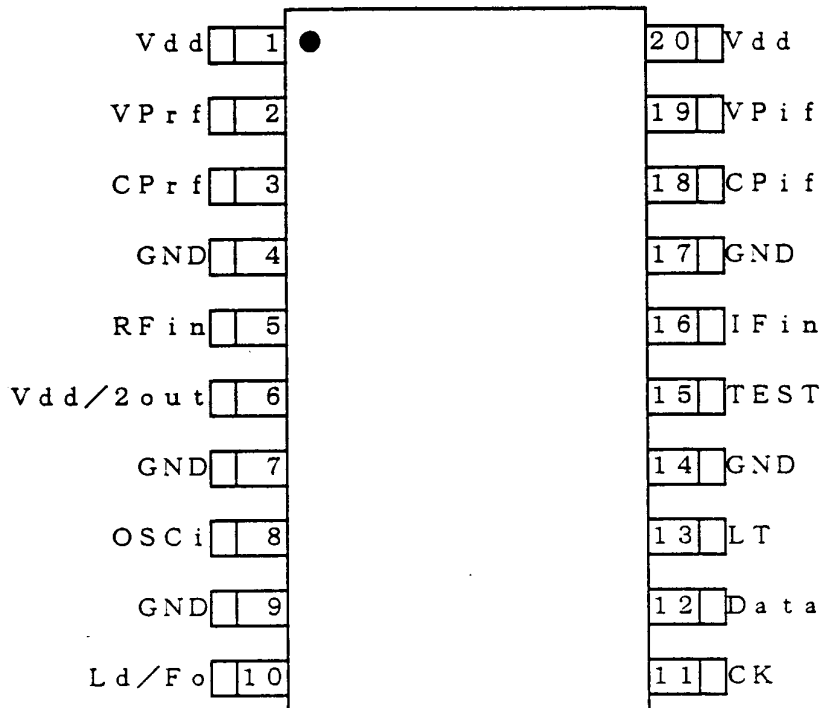 Vdd 1 20 Vdd
VPrf 2 19 VPif
CPrf 3 18 CPif
GND 4 17 GND
RFin 5 16 IFin
Vdd/2out 6 15 TEST
GND 7 14 GND
OSCi 8 13 LT
GND 9 12 Data
Ld/Fo 10 11 CK